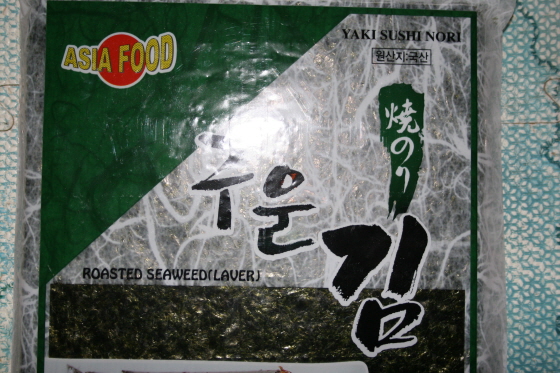 ASIA FOOD
YAKI SUSHI NORI
원산지:국산
焼のり
구운
김
ROASTED SEAWEED(LAVER)